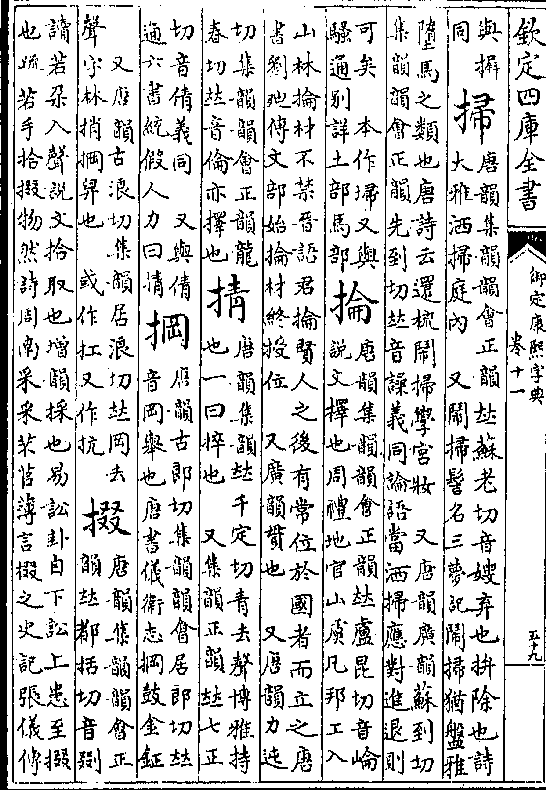 欽定四庫全書
御定康熙字典
卷十一
五十九
與摒
同
掃
唐韻集韻韻會正韻𠀤蘇老切音嫂弃也拚除也詩
大雅洒掃庭內　又鬧掃髻名三夢記鬧掃猶盤雅
墮馬之類也唐詩云還梳鬧掃學宮妝　又唐韻廣韻蘇到切
集韻韻會正韻先到切𠀤音譟義同論語當洒掃應對進退則
可矣　本作埽又與
騷通別詳土部馬部
掄
唐韻集韻韻會正韻𠀤盧昆切音崘
說文擇也周禮地官山虞凡邦工入
山林掄材不禁晉語君掄賢人之後有常位於國者而立之唐
書劉迆傳文部始掄材終授位　又廣韻貫也　又唐韻力迍
切集韻韻會正韻龍
春切𠀤音倫亦擇也
掅
唐韻集韻𠀤千定切青去聲博雅持
也一曰捽也　又集韻正韻𠀤七正
切音倩義同　又與倩
通六書統假人力曰掅
掆
唐韻古郎切集韻韻會居郎切𠀤
音岡舉也唐書儀衛志掆鼓金鉦
又唐韻古浪切集韻居浪切𠀤岡去
聲字林捎掆舁也　或作扛又作抗
掇
唐韻集韻韻會正
韻𠀤都括切音剟
讀若朶入聲說文拾取也增韻採也易訟卦自下訟上患至掇
也疏若手拾掇物然詩周南采采芣苢薄言掇之史記張儀傳